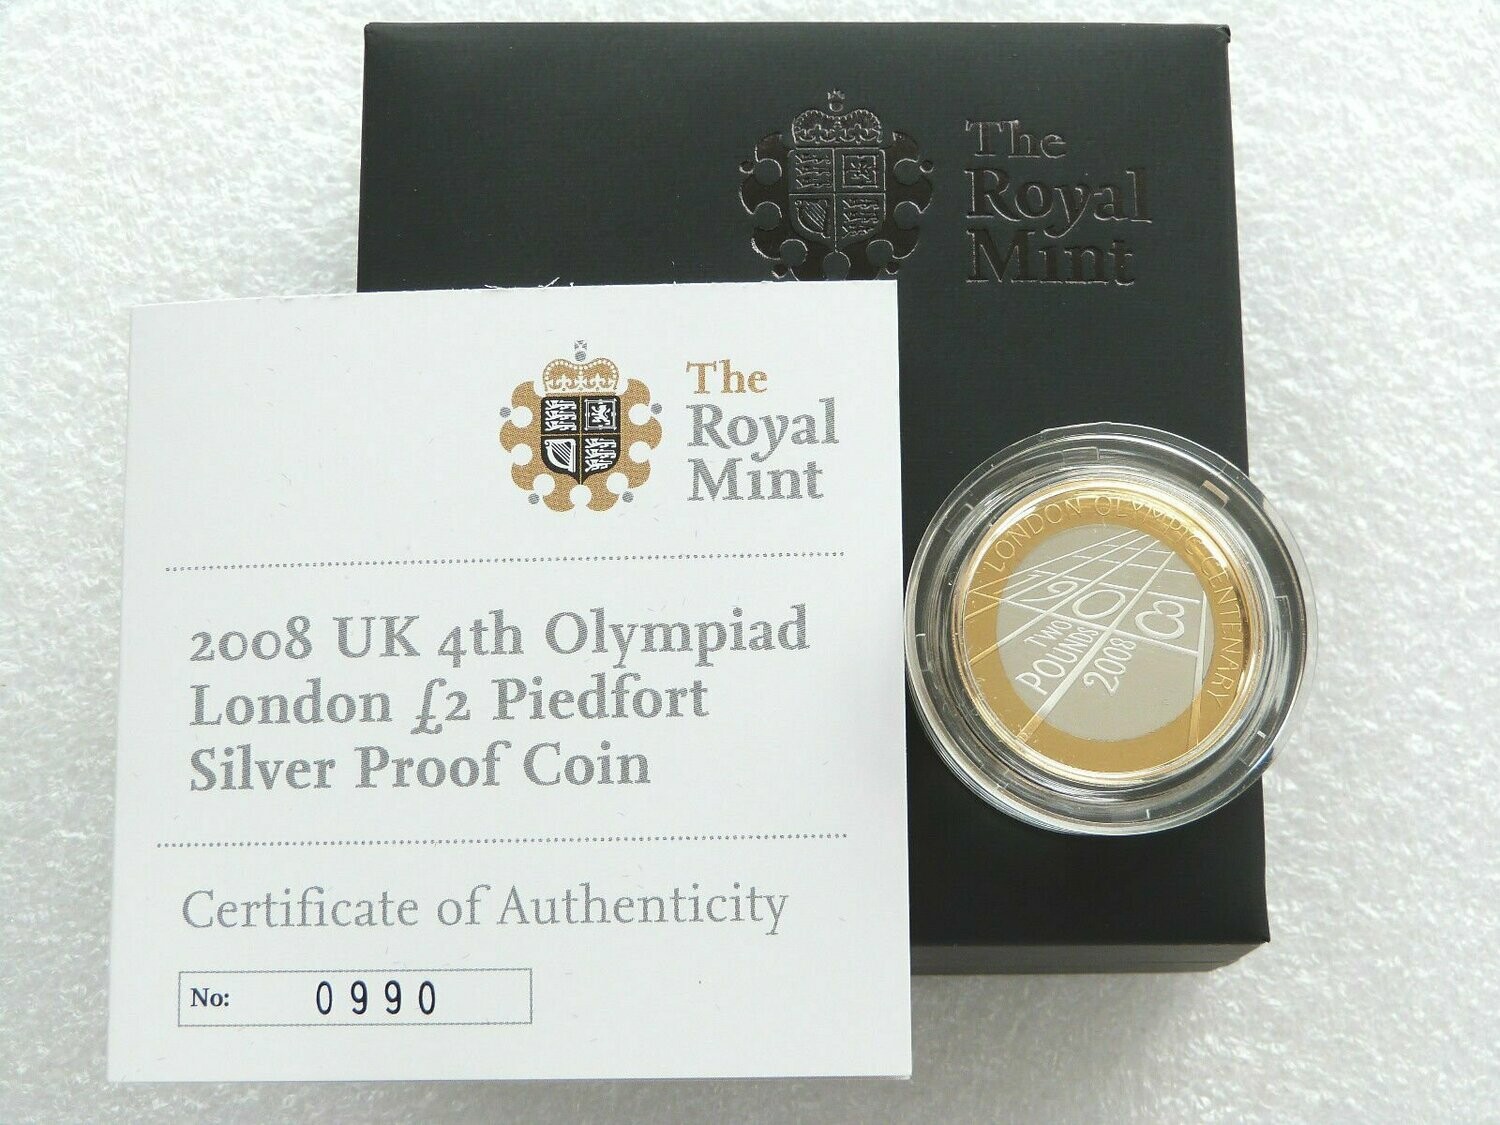 The
Royal
Mint
The
Royal
Mint
2008 UK 4th Olympiad
London £2 Piedfort
Silver Proof Coin
Certificate of Authenticity
No: 0990
LONDON OLYMPIC CENTENARY
1908
TWO
POUNDS
2008